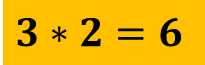 3 * 2 = 6